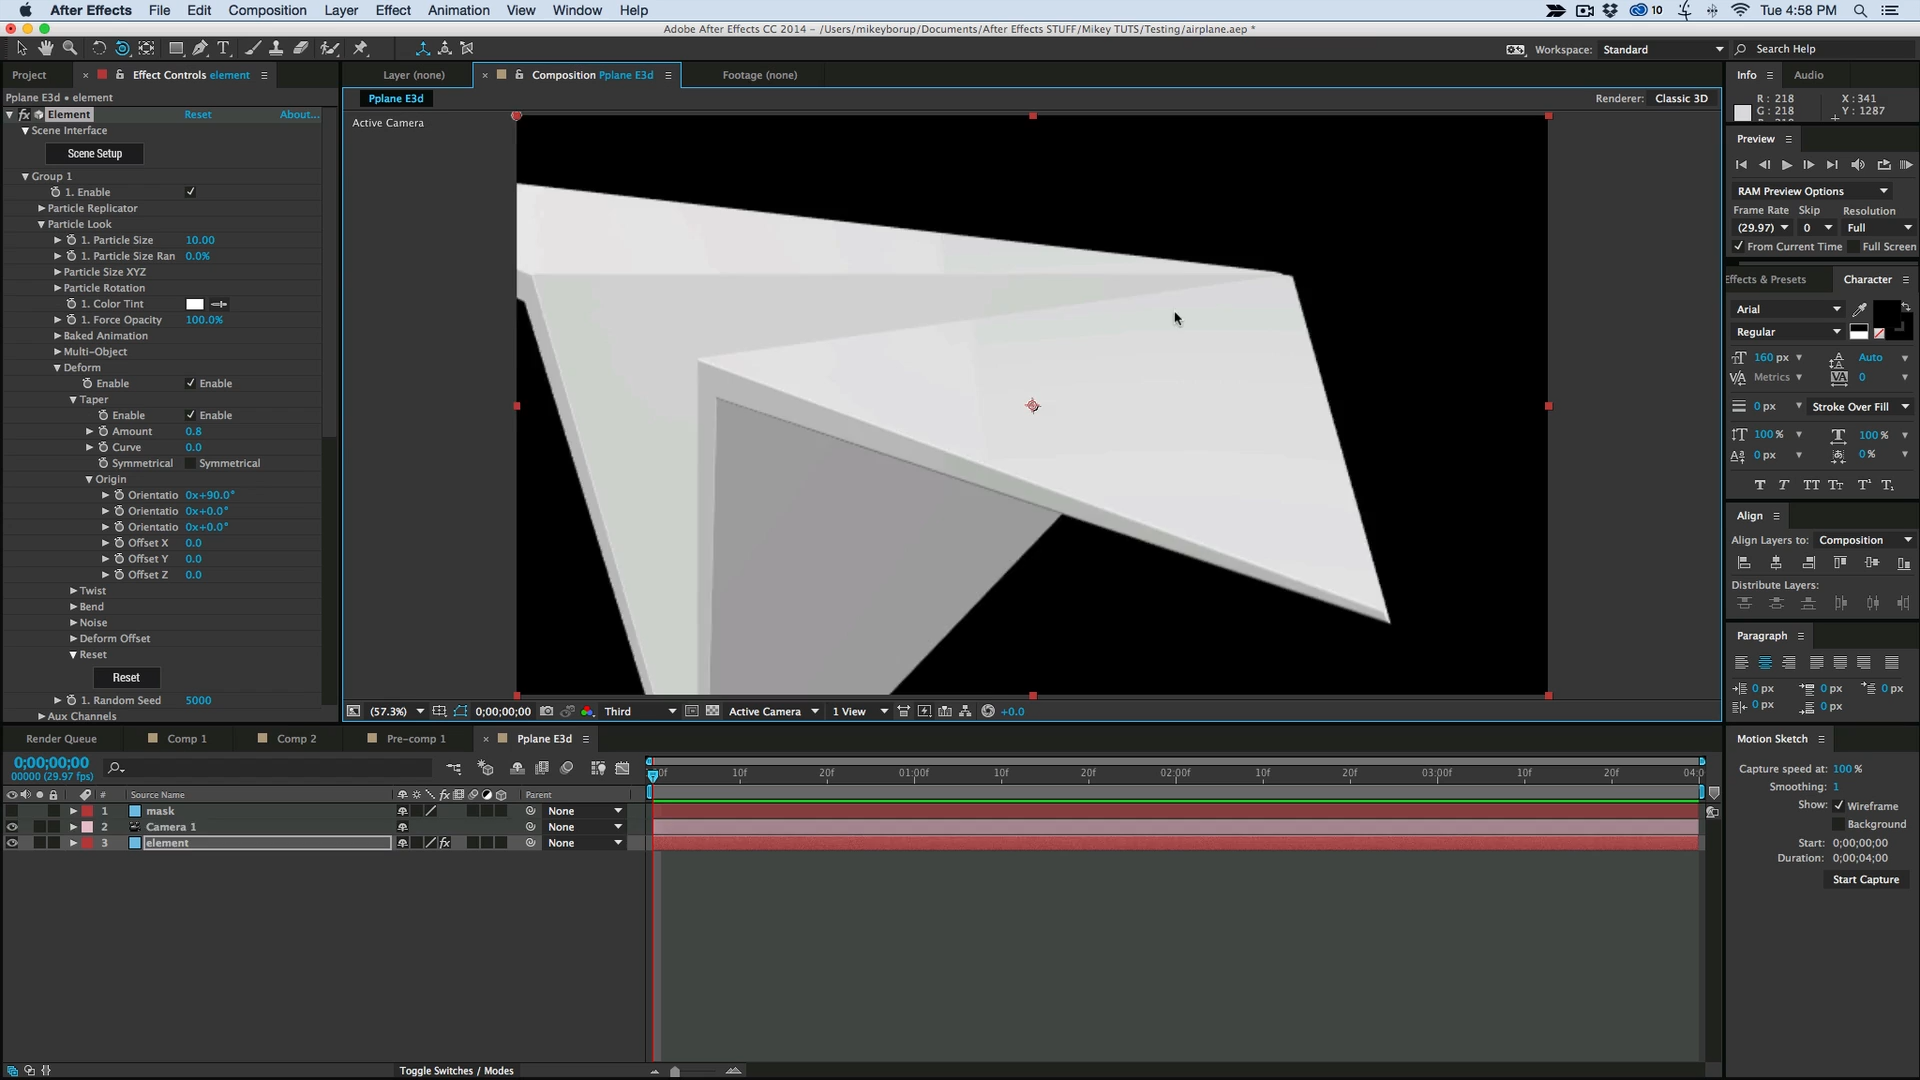 After Effects File Edit Composition Layer Effect Animation View Window Help 10 Tue 4:58 PM
Adobe After Effects CC 2014 - /Users/mikeyborup/Documents/After Effects STUFF/Mikey TUTS/Testing/airplane.aep *
Workspace: Standard Search Help
Project Effect Controls element
Layer (none) Composition Pplane E3d Footage (none)
Info Audio
Pplane E3d • element
Pplane E3d
Renderer: Classic 3D
R : 218 X : 341
G : 218 Y : 1287
Element Reset About...
Active Camera
Scene Interface
Scene Setup
Preview
Group 1
1. Enable
RAM Preview Options
Particle Replicator
Frame Rate Skip Resolution
Particle Look
(29.97) 0 Full
1. Particle Size 10.00
From Current Time Full Screen
1. Particle Size Ran 0.0%
Particle Size XYZ
Effects & Presets Character
Particle Rotation
1. Color Tint
Arial
1. Force Opacity 100.0%
Regular
Baked Animation
Multi-Object
160 px Auto
Deform
Metrics 0
Enable Enable
Taper
0 px Stroke Over Fill
Enable Enable
Amount 0.8
100 % 100 %
Curve 0.0
0 px 0 %
Symmetrical Symmetrical
Origin
T T TT Tт T¹ T₁
Orientatio 0x+90.0°
Orientatio 0x+0.0°
Align
Orientatio 0x+0.0°
Align Layers to: Composition
Offset X 0.0
Offset Y 0.0
Offset Z 0.0
Distribute Layers:
Twist
Bend
Noise
Deform Offset
Paragraph
Reset
Reset
0 px 0 px 0 px
1. Random Seed 5000
0 px 0 px
Aux Channels
(57.3%) 0;00;00;00 Third Active Camera 1 View +0.0
Render Queue Comp 1 Comp 2 Pre-comp 1 Pplane E3d
Motion Sketch
0;00;00;00
00000 (29.97 fps)
10f 20f 01:00f 10f 20f 02:00f 10f 20f 03:00f 10f 20f 04:0
Capture speed at: 100 %
Smoothing: 1
# Source Name fx Parent
Show: Wireframe
1 mask None
Background
2 Camera 1 None
3 element fx None
Start: 0;00;00;00
Duration: 0;00;04;00
Start Capture
Toggle Switches / Modes